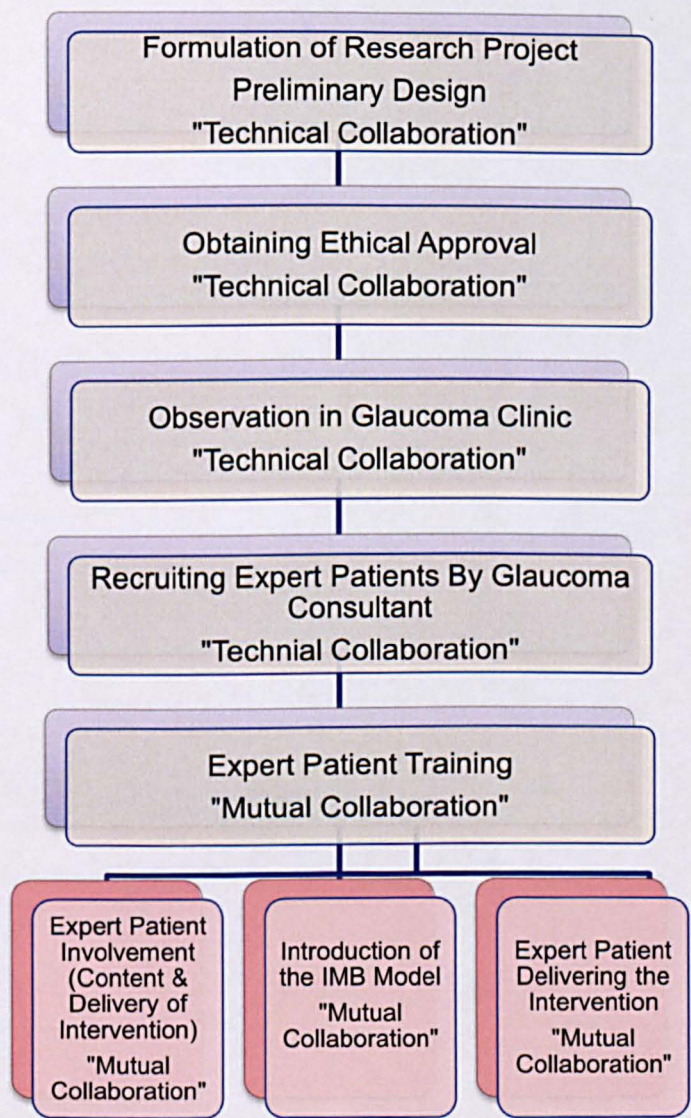 Formulation of Research Project
Preliminary Design
"Technical Collaboration"
Obtaining Ethical Approval
"Technical Collaboration"
Observation in Glaucoma Clinic
"Technical Collaboration"
Recruiting Expert Patients By Glaucoma
Consultant
"Technial Collaboration"
Expert Patient Training
"Mutual Collaboration"
Expert Patient
Involvement
(Content &
Delivery of
Intervention)
"Mutual
Collaboration"
Introduction of
the IMB Model
"Mutual
Collaboration"
Expert Patient
Delivering the
Intervention
"Mutual
Collaboration"